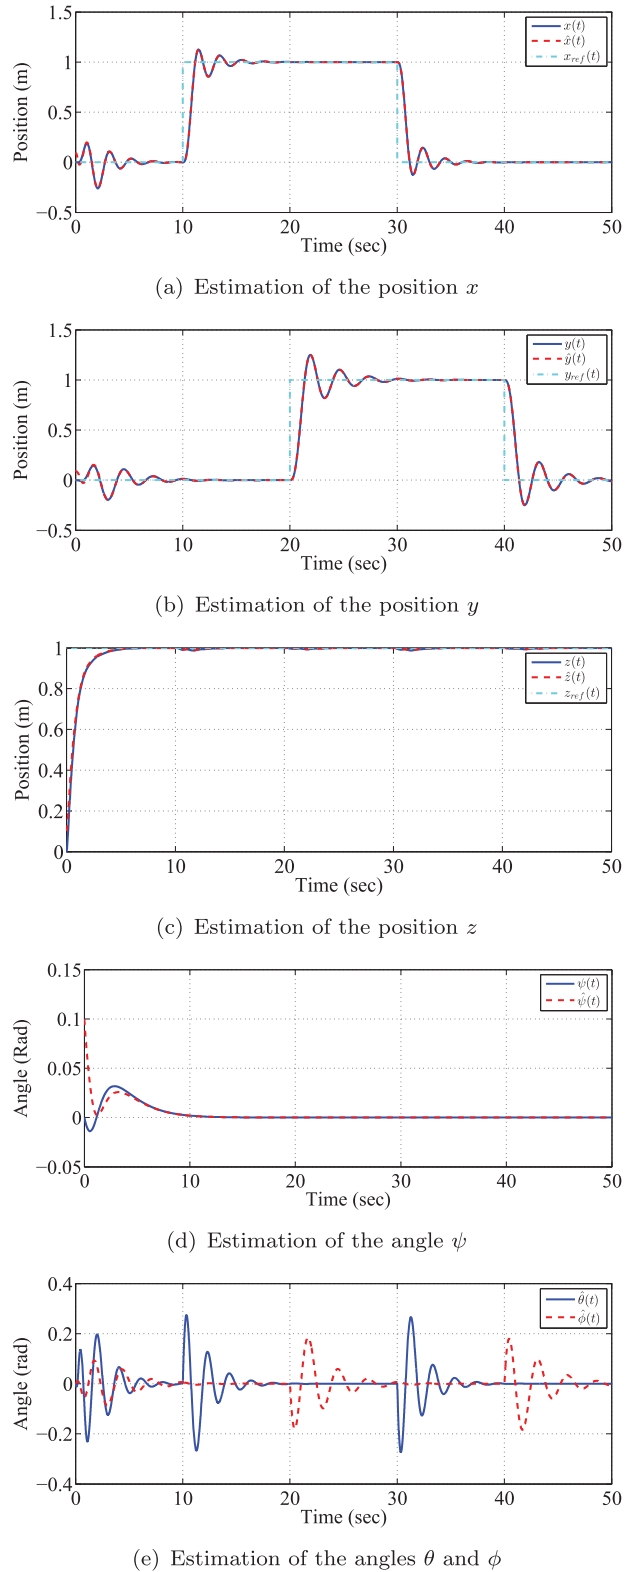 1.5
1
0.5
0
−0.5
Position (m)
x(t)
x̂(t)
x_ref(t)
0 10 20 30 40 50
Time (sec)
(a) Estimation of the position x
1.5
1
0.5
0
−0.5
Position (m)
y(t)
ŷ(t)
y_ref(t)
0 10 20 30 40 50
Time (sec)
(b) Estimation of the position y
1
0.8
0.6
0.4
0.2
0
Position (m)
z(t)
ẑ(t)
z_ref(t)
0 10 20 30 40 50
Time (sec)
(c) Estimation of the position z
0.15
0.1
0.05
0
−0.05
Angle (Rad)
ψ(t)
ψ̂(t)
0 10 20 30 40 50
Time (sec)
(d) Estimation of the angle ψ
0.4
0.2
0
−0.2
−0.4
Angle (rad)
θ̂(t)
ϕ̂(t)
0 10 20 30 40 50
Time (sec)
(e) Estimation of the angles θ and ϕ